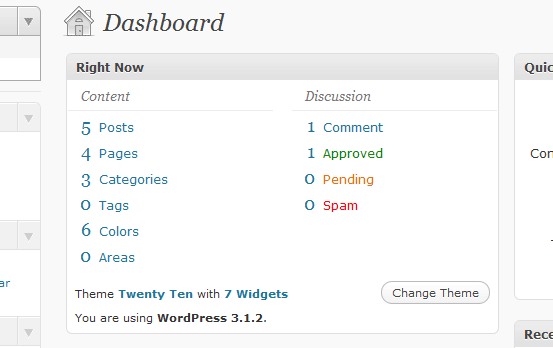 Dashboard
Right Now
Quic
Content
Discussion
5 Posts
1 Comment
4 Pages
1 Approved
Con
3 Categories
0 Pending
0 Tags
0 Spam
6 Colors
0 Areas
ar
Theme Twenty Ten with 7 Widgets
Change Theme
You are using WordPress 3.1.2.
Rece